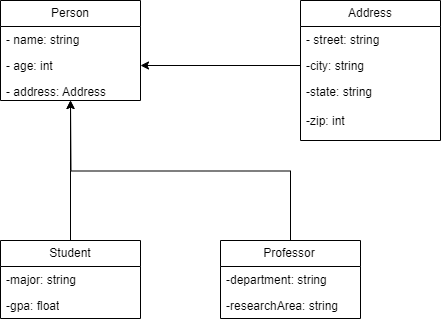 Person
- name: string
- age: int
- address: Address
Address
- street: string
-city: string
-state: string
-zip: int
Student
-major: string
-gpa: float
Professor
-department: string
-researchArea: string